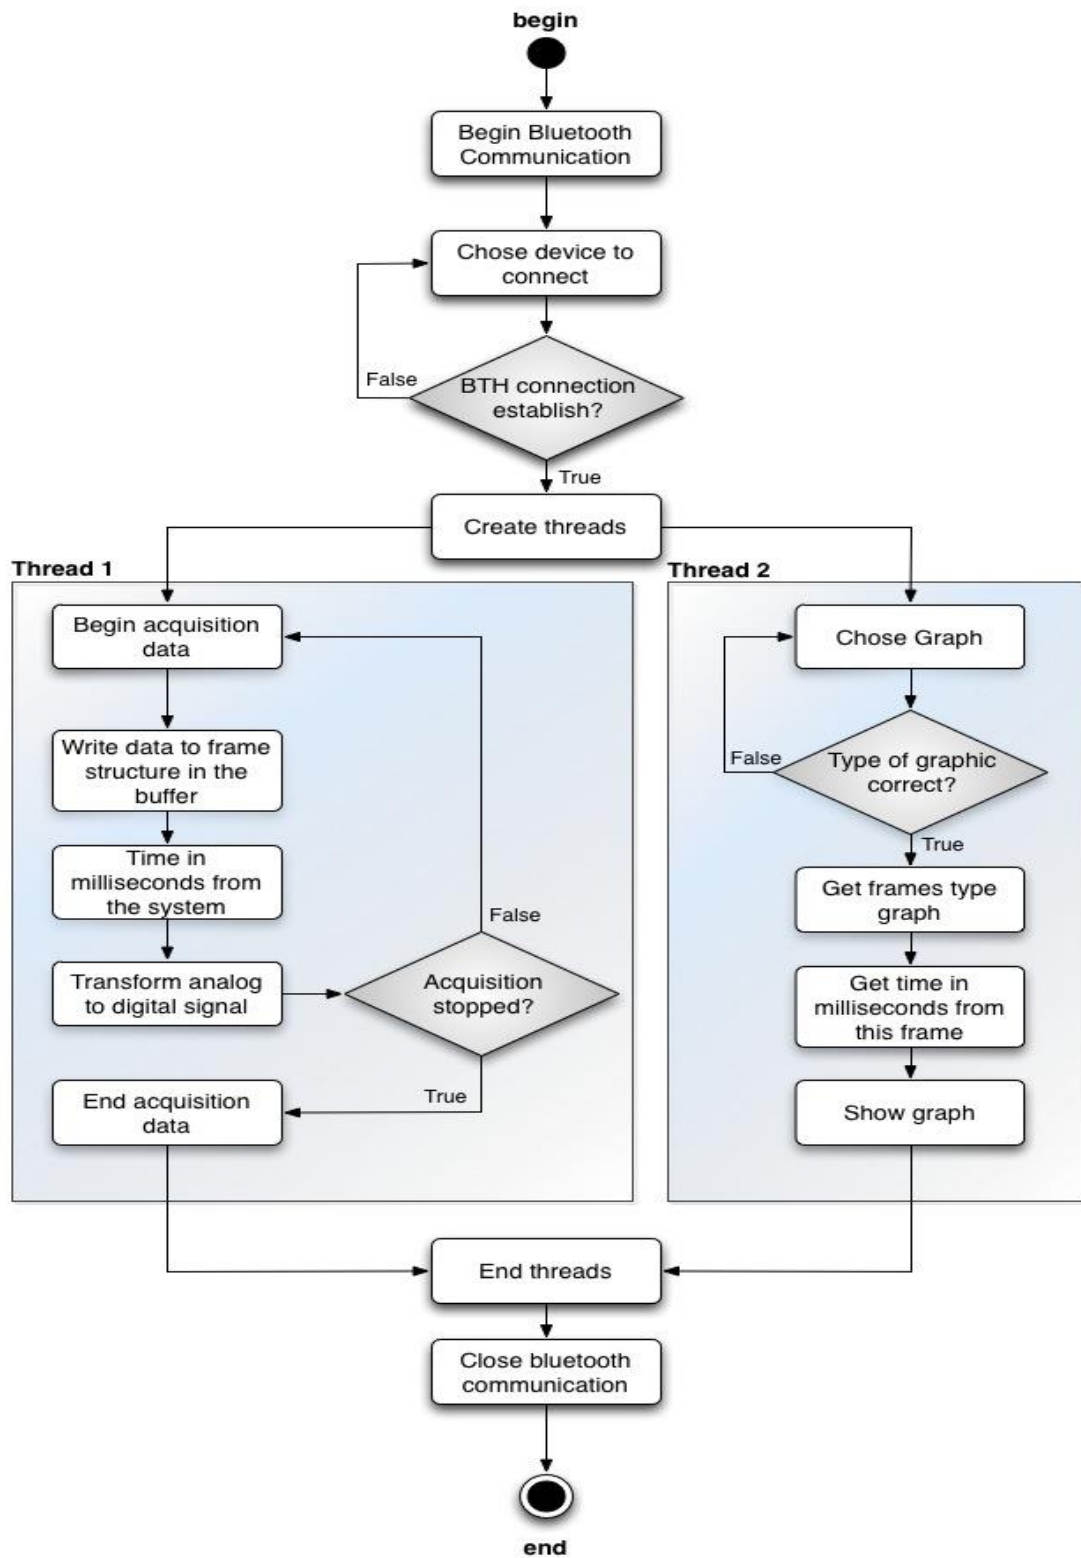 begin
Begin Bluetooth
Communication
Chose device to
connect
False
BTH connection
establish?
True
Create threads
Thread 1
Begin acquisition
data
Write data to frame
structure in the
buffer
Time in
milliseconds from
the system
Transform analog
to digital signal
False
Acquisition
stopped?
True
End acquisition
data
Thread 2
Chose Graph
False
Type of graphic
correct?
True
Get frames type
graph
Get time in
milliseconds from
this frame
Show graph
End threads
Close bluetooth
communication
end